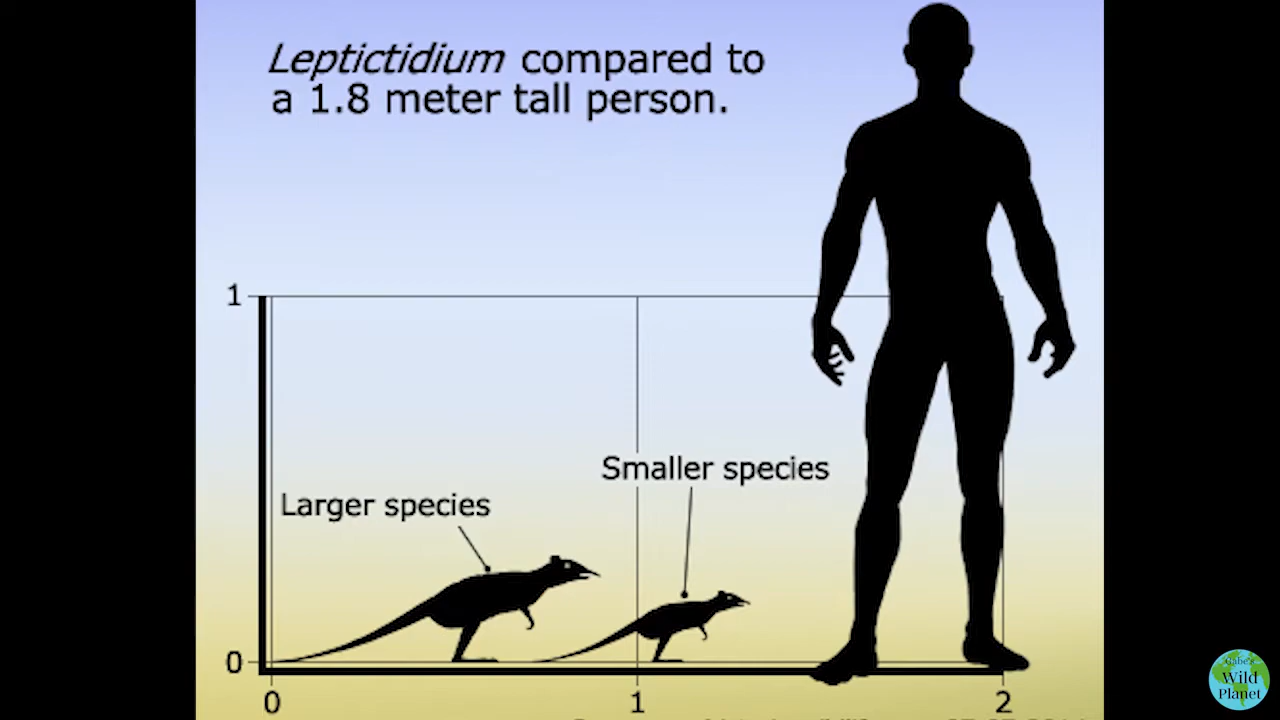 Leptictidium compared to
a 1.8 meter tall person.
1
Smaller species
Larger species
0
0
1
2
Gabe's
Wild
Planet